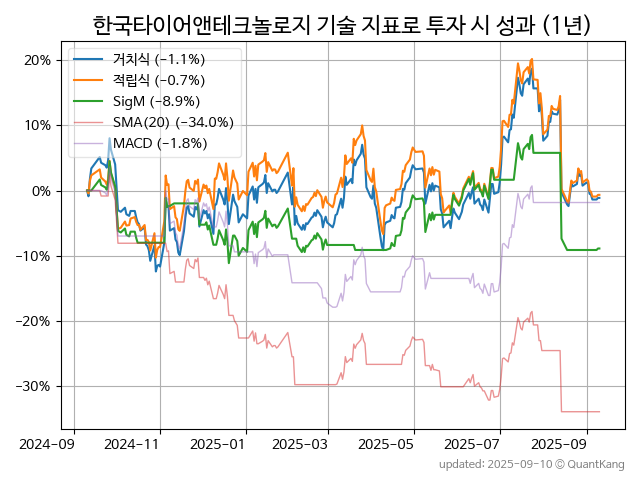 한국타이어앤테크놀로지 기술 지표로 투자 시 성과 (1년)
거치식 (−1.1%)
적립식 (−0.7%)
SigM (−8.9%)
SMA(20) (−34.0%)
MACD (−1.8%)
20%
10%
0%
−10%
−20%
−30%
2024-09 2024-11 2025-01 2025-03 2025-05 2025-07 2025-09
updated: 2025-09-10 ⓒ QuantKang